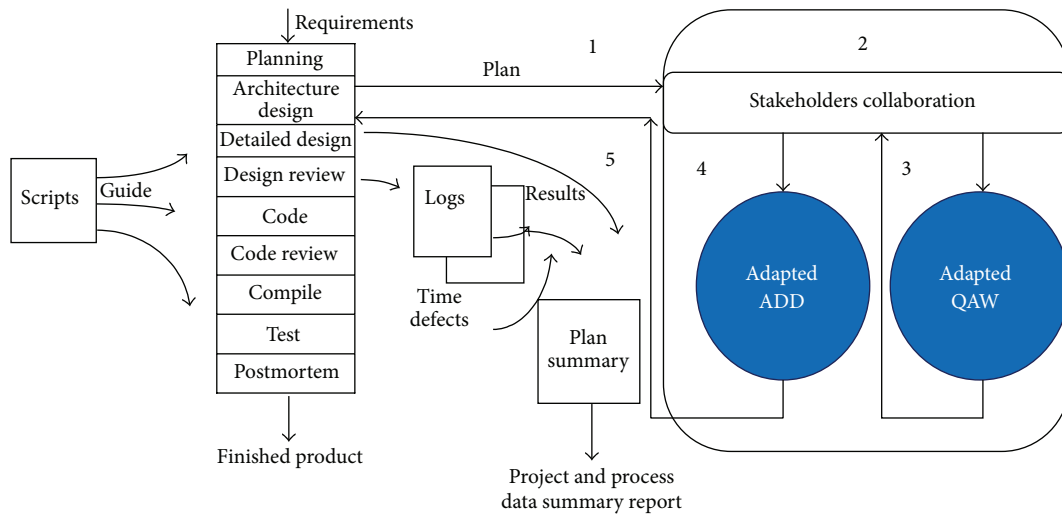 Requirements
Planning
Architecture
design
Detailed design
Design review
Code
Code review
Compile
Test
Postmortem
Finished product
Scripts
Guide
Plan
1
Logs
Results
Time
defects
5
Plan
summary
Project and process
data summary report
2
Stakeholders collaboration
4
3
Adapted
ADD
Adapted
QAW